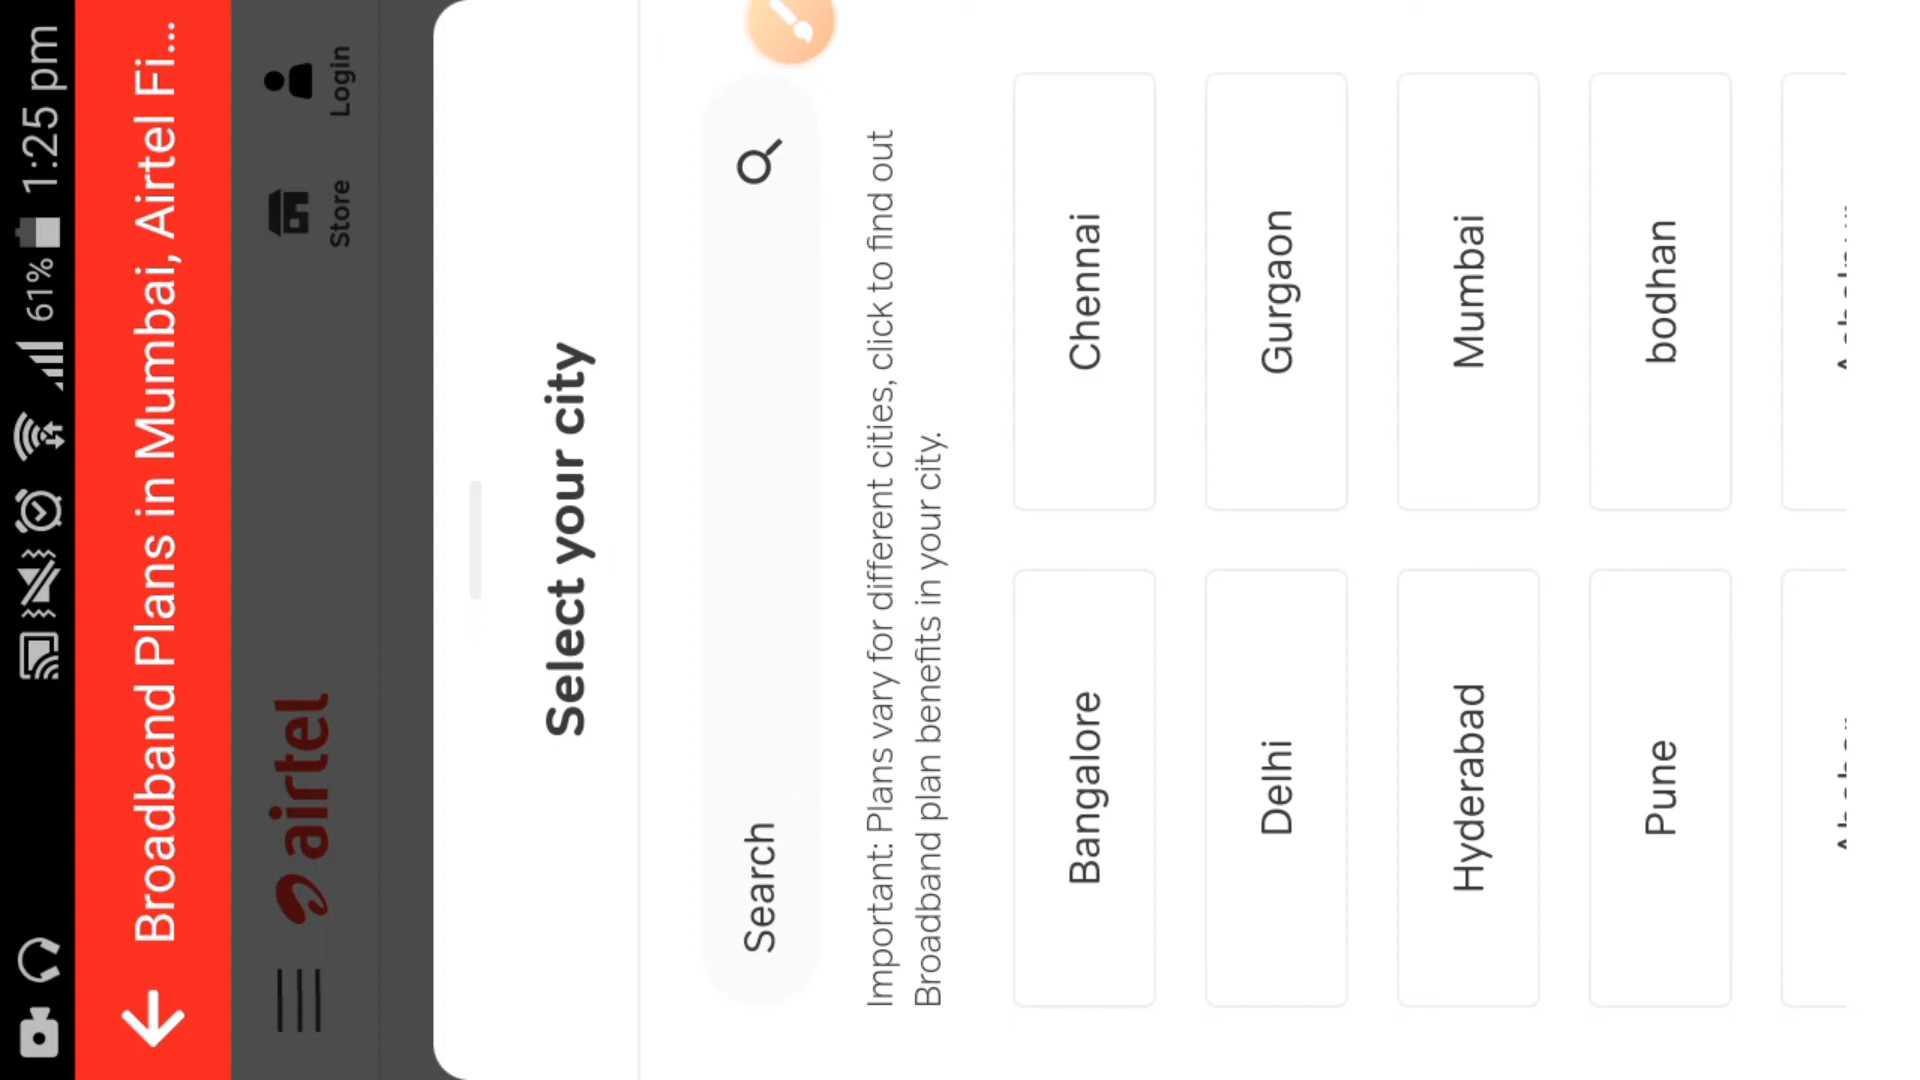 61% 1:25 pm
Broadband Plans in Mumbai, Airtel Fi...
airtel
Store
Login
Select your city
Search
Important: Plans vary for different cities, click to find out
Broadband plan benefits in your city.
Bangalore
Chennai
Delhi
Gurgaon
Hyderabad
Mumbai
Pune
bodhan